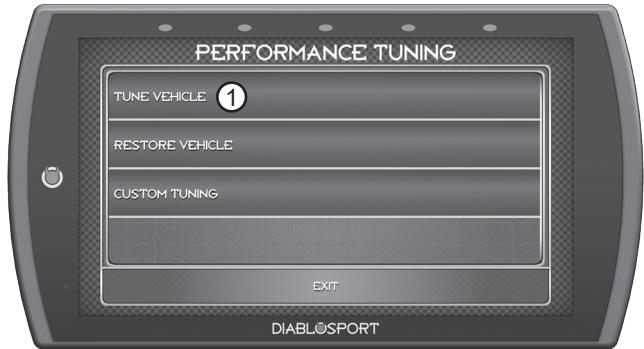 PERFORMANCE TUNING
TUNE VEHICLE 1
RESTORE VEHICLE
CUSTOM TUNING
EXIT
DIABLOSPORT